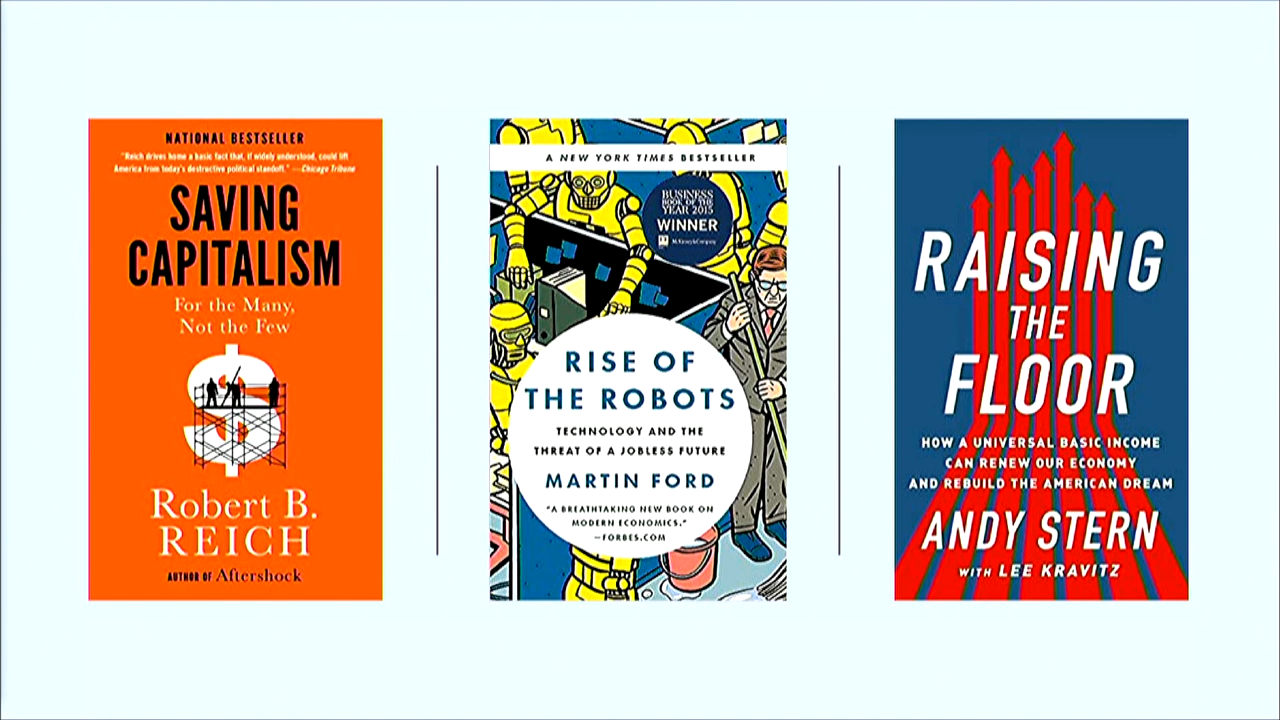 NATIONAL BESTSELLER
"Reich drives home a basic fact that, if widely understood, could lift
America from today's destructive political standoff." —Chicago Tribune
SAVING
CAPITALISM
For the Many,
Not the Few
Robert B.
REICH
AUTHOR OF Aftershock
A NEW YORK TIMES BESTSELLER
BUSINESS
BOOK OF THE
YEAR 2015
WINNER
FT
McKinsey&Company
RISE OF
THE ROBOTS
TECHNOLOGY AND THE
THREAT OF A JOBLESS FUTURE
MARTIN FORD
"A BREATHTAKING NEW BOOK ON
MODERN ECONOMICS."
—FORBES.COM
RAISING
THE
FLOOR
HOW A UNIVERSAL BASIC INCOME
CAN RENEW OUR ECONOMY
AND REBUILD THE AMERICAN DREAM
ANDY STERN
WITH LEE KRAVITZ